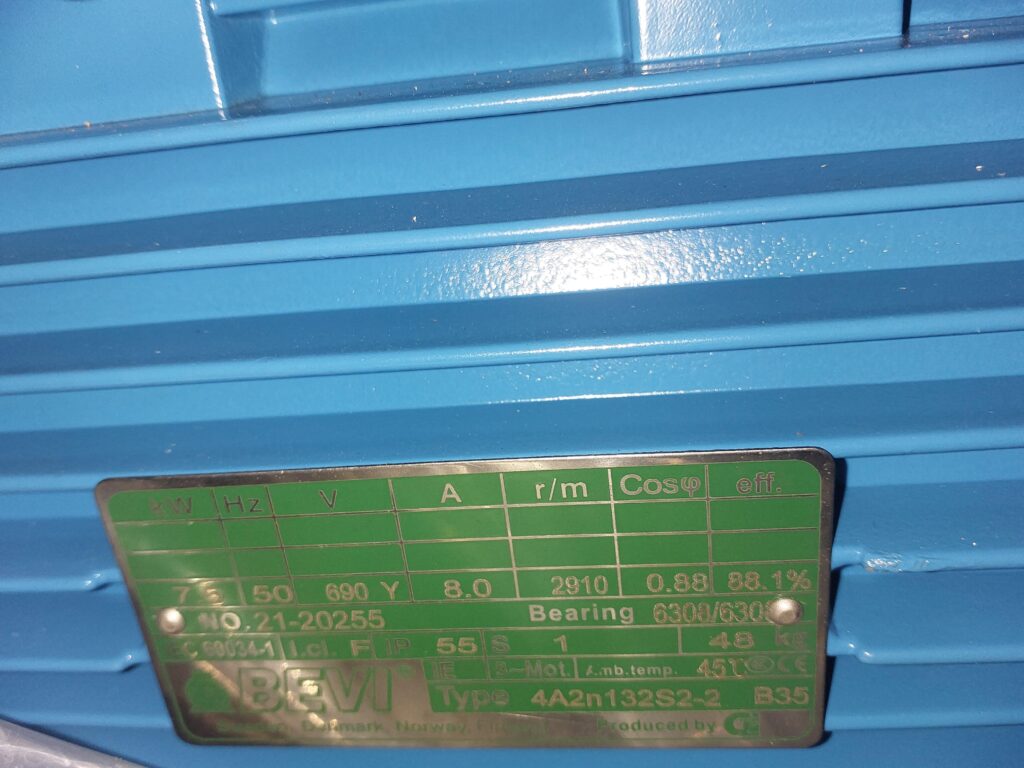 kW Hz V A r/m Cosφ eff.
7.5 50 690 Y 8.0 2910 0.88 88.1%
NO.21-20255 Bearing 6308/6308
IEC 60034-1 I.cl. F IP 55 S 1 48 kg
IE 3~Mot. Amb.temp. 45℃ CE
BEVI® Type 4A2n132S2-2 B35
Sweden, Denmark, Norway, Produced by